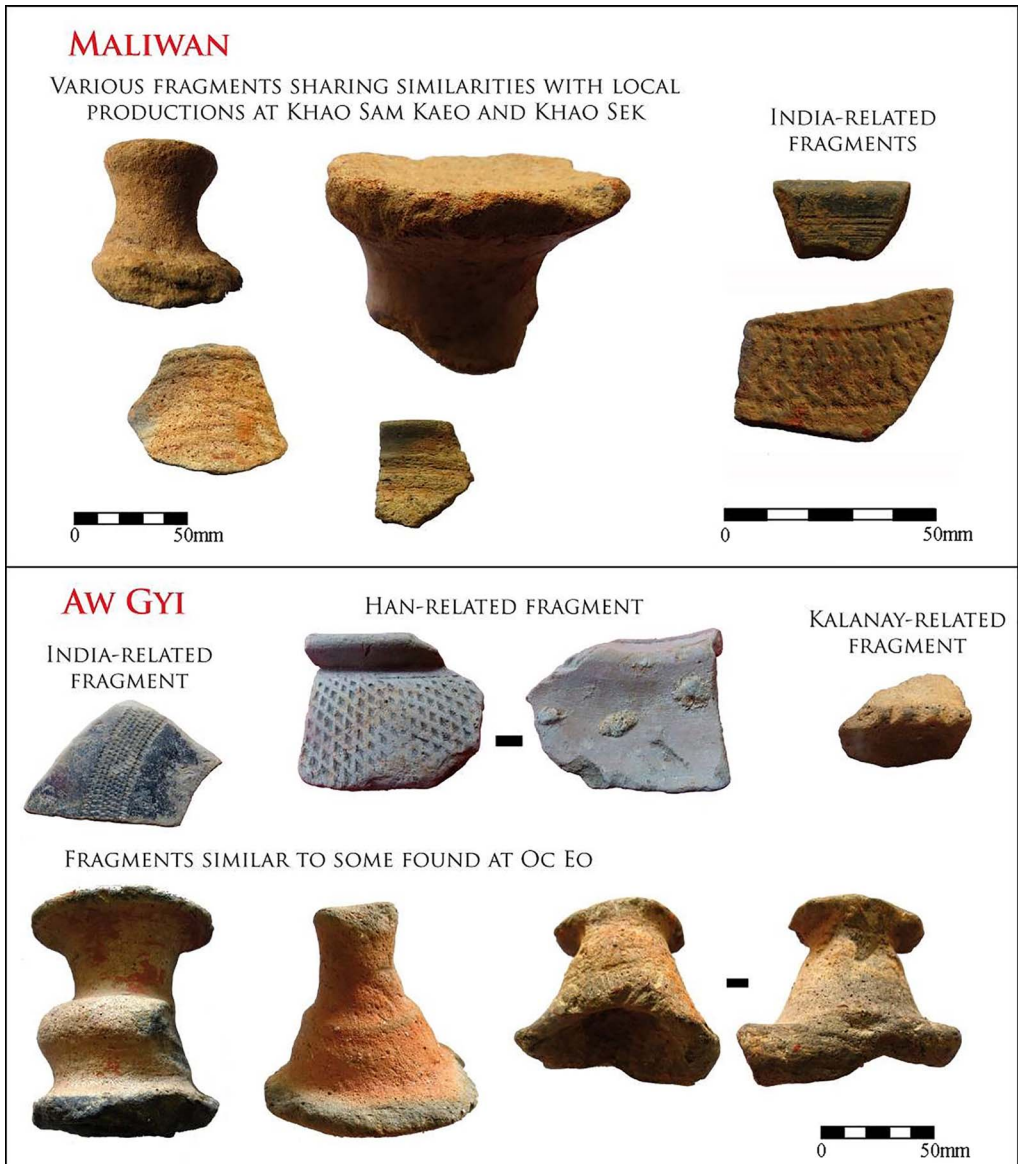 MALIWAN
VARIOUS FRAGMENTS SHARING SIMILARITIES WITH LOCAL
PRODUCTIONS AT KHAO SAM KAEO AND KHAO SEK
INDIA-RELATED
FRAGMENTS
0 50mm
0 50mm
AW GYI
HAN-RELATED FRAGMENT
KALANAY-RELATED
FRAGMENT
INDIA-RELATED
FRAGMENT
FRAGMENTS SIMILAR TO SOME FOUND AT OC EO
0 50mm